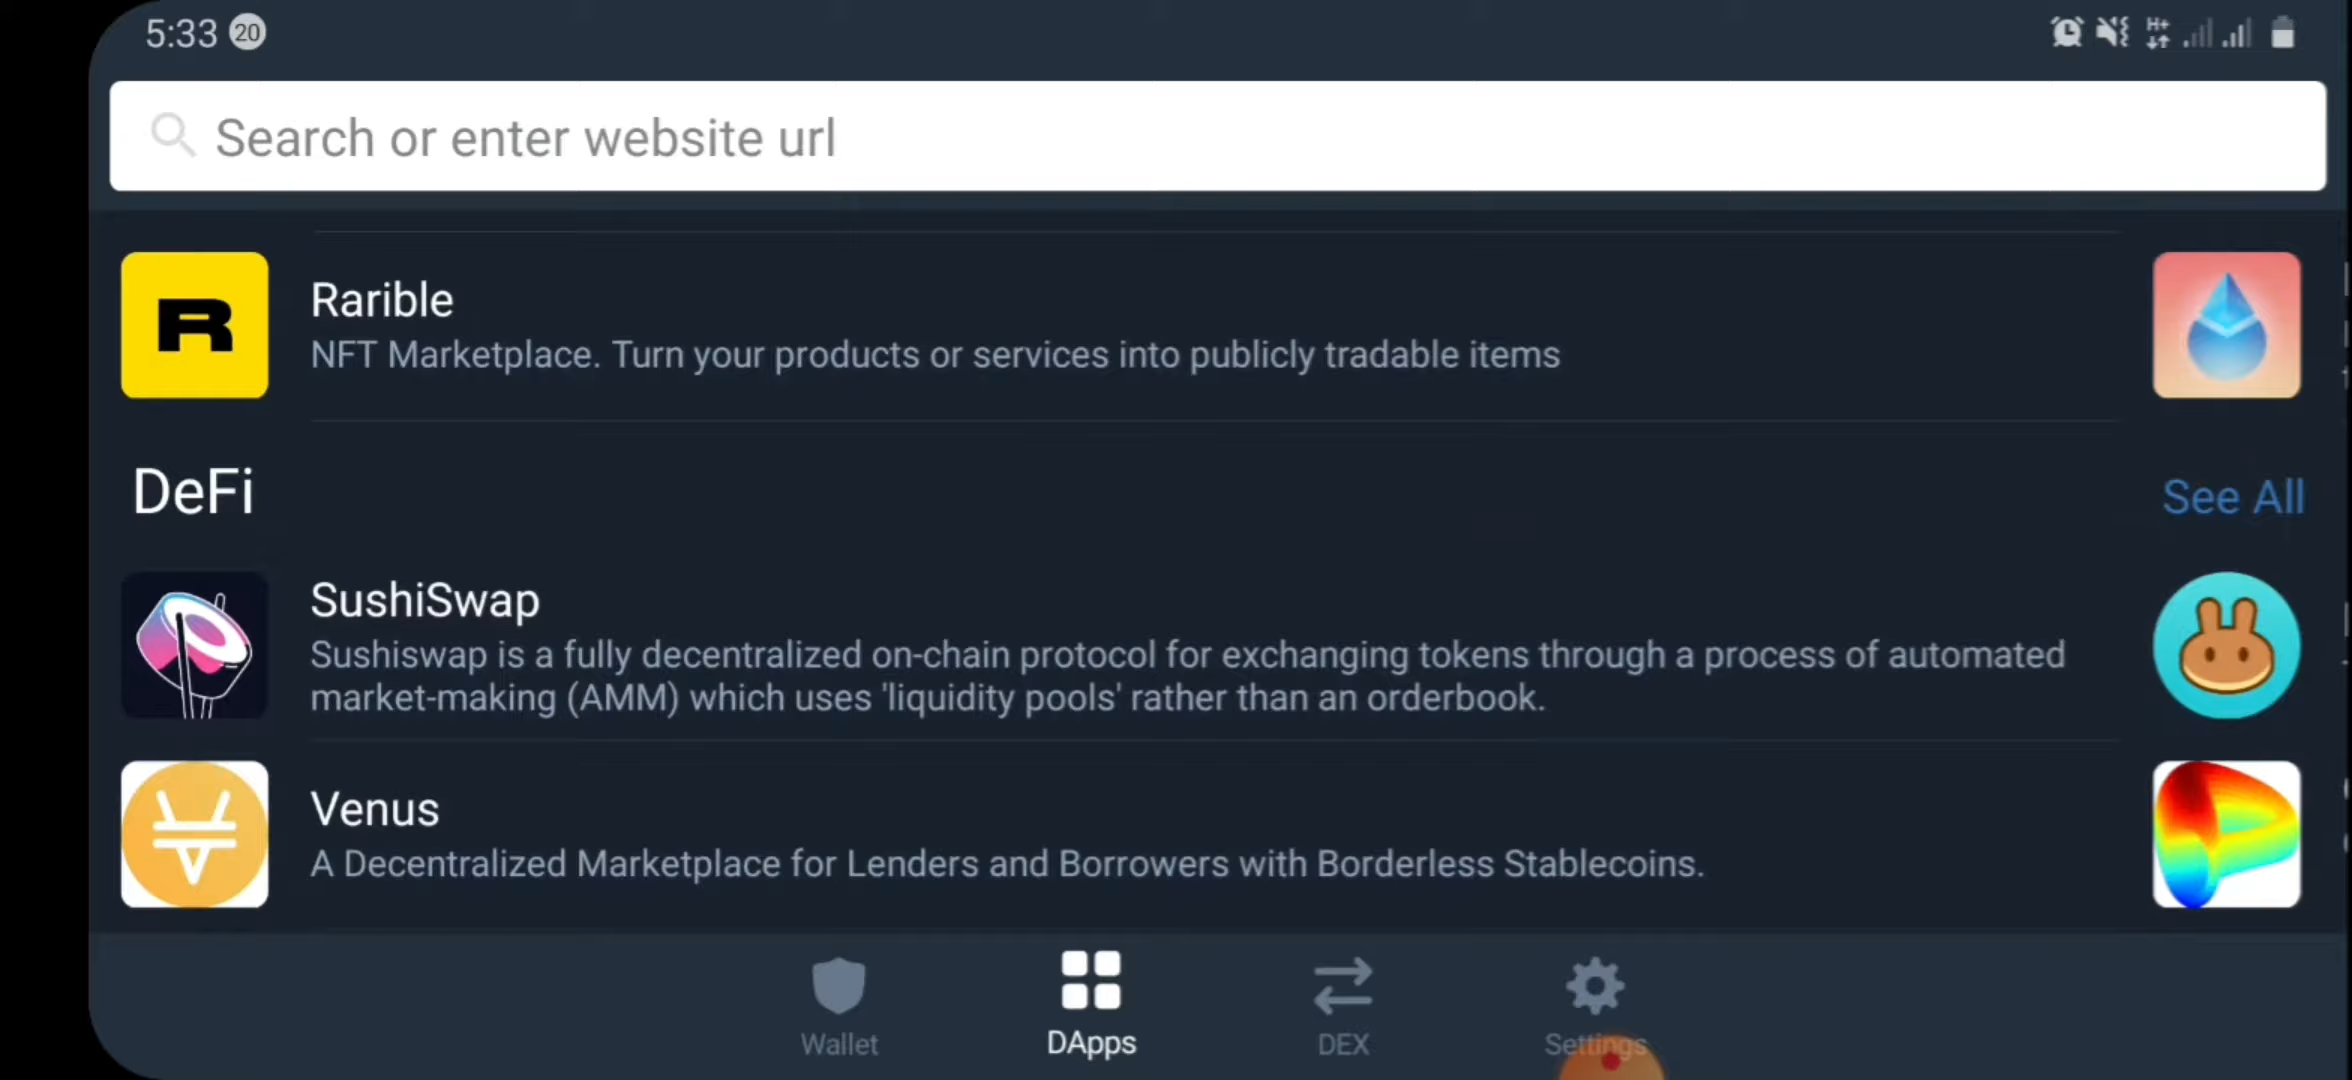 5:33 20
H+
Search or enter website url
R
Rarible
NFT Marketplace. Turn your products or services into publicly tradable items
DeFi
See All
SushiSwap
Sushiswap is a fully decentralized on-chain protocol for exchanging tokens through a process of automated
market-making (AMM) which uses 'liquidity pools' rather than an orderbook.
Venus
A Decentralized Marketplace for Lenders and Borrowers with Borderless Stablecoins.
Wallet
DApps
DEX
Settings